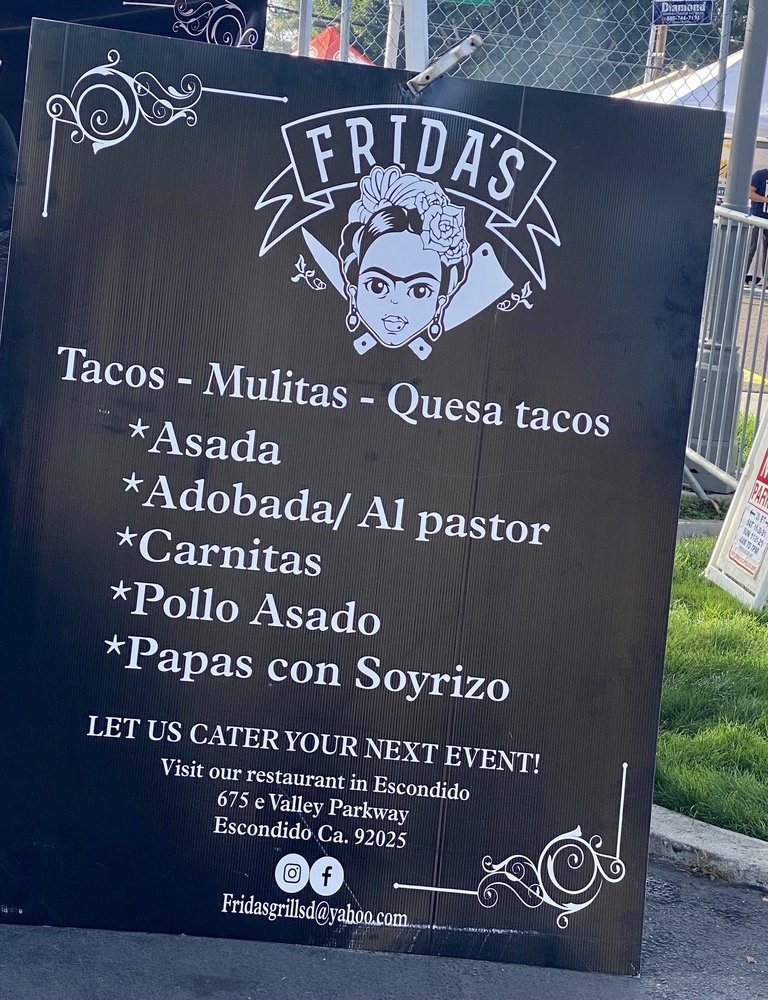 Diamond
FRIDA'S
Tacos - Mulitas - Quesa tacos
*Asada
*Adobada/ Al pastor
*Carnitas
*Pollo Asado
*Papas con Soyrizo
LET US CATER YOUR NEXT EVENT!
Visit our restaurant in Escondido
675 e Valley Parkway
Escondido Ca. 92025
Fridasgrillsd@yahoo.com